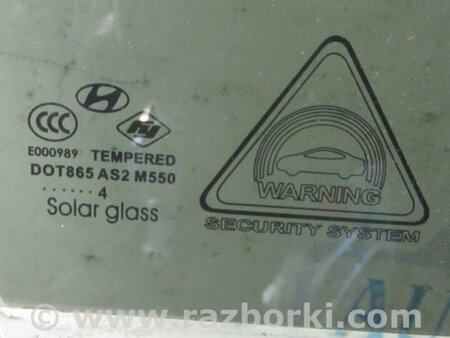 CCC
E000989 TEMPERED
DOT865 AS2 M550
...... 4
Solar glass
WARNING
SECURITY SYSTEM
© www.razborki.com